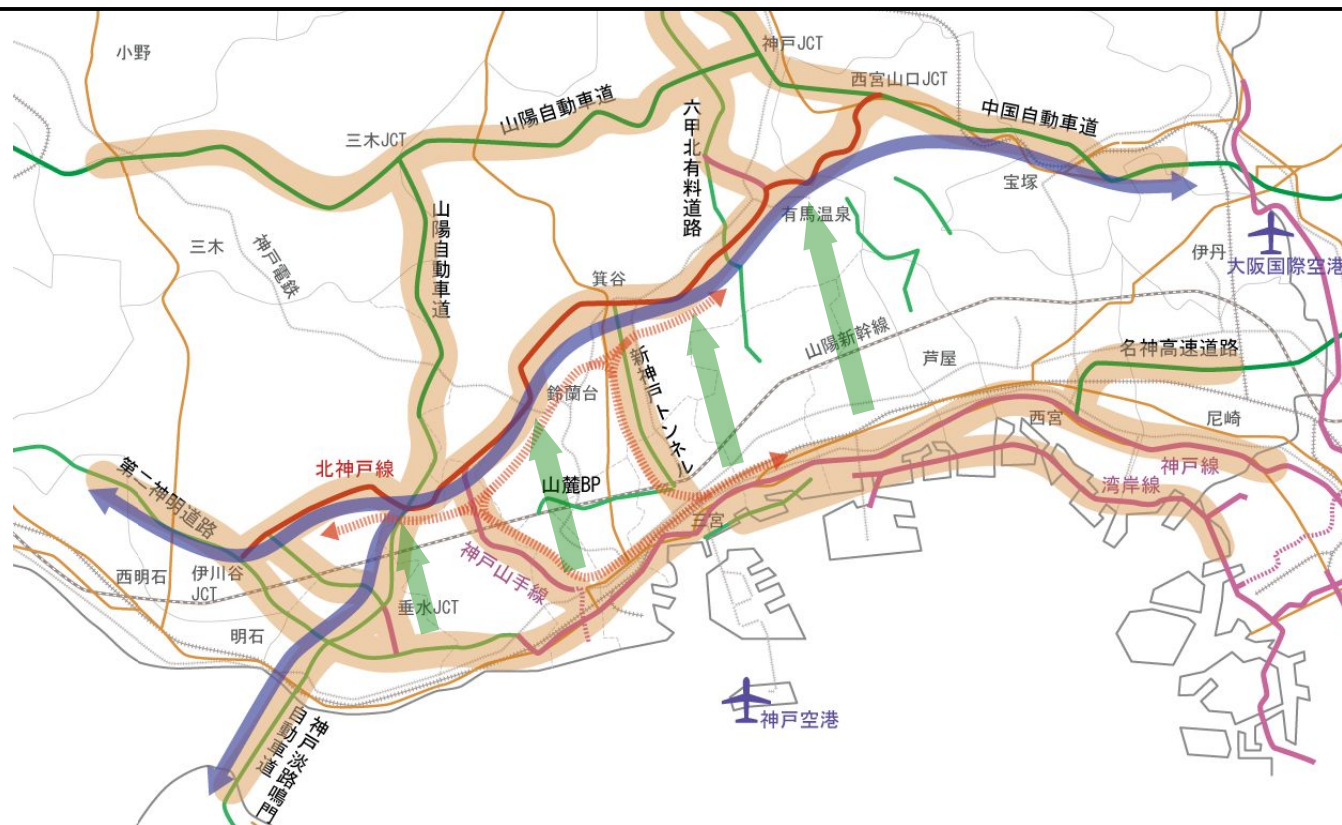 小野
神戸JCT
西宮山口JCT
中国自動車道
山陽自動車道
三木JCT
六甲北有料道路
宝塚
有馬温泉
山陽自動車道
三木
神戸電鉄
伊丹
大阪国際空港
箕谷
山陽新幹線
芦屋
名神高速道路
新神戸トンネル
鈴蘭台
西宮
尼崎
神戸線
湾岸線
第二神明道路
北神戸線
山麓BP
三宮
西明石
伊川谷
JCT
神戸山手線
垂水JCT
明石
神戸空港
神戸淡路鳴門
自動車道